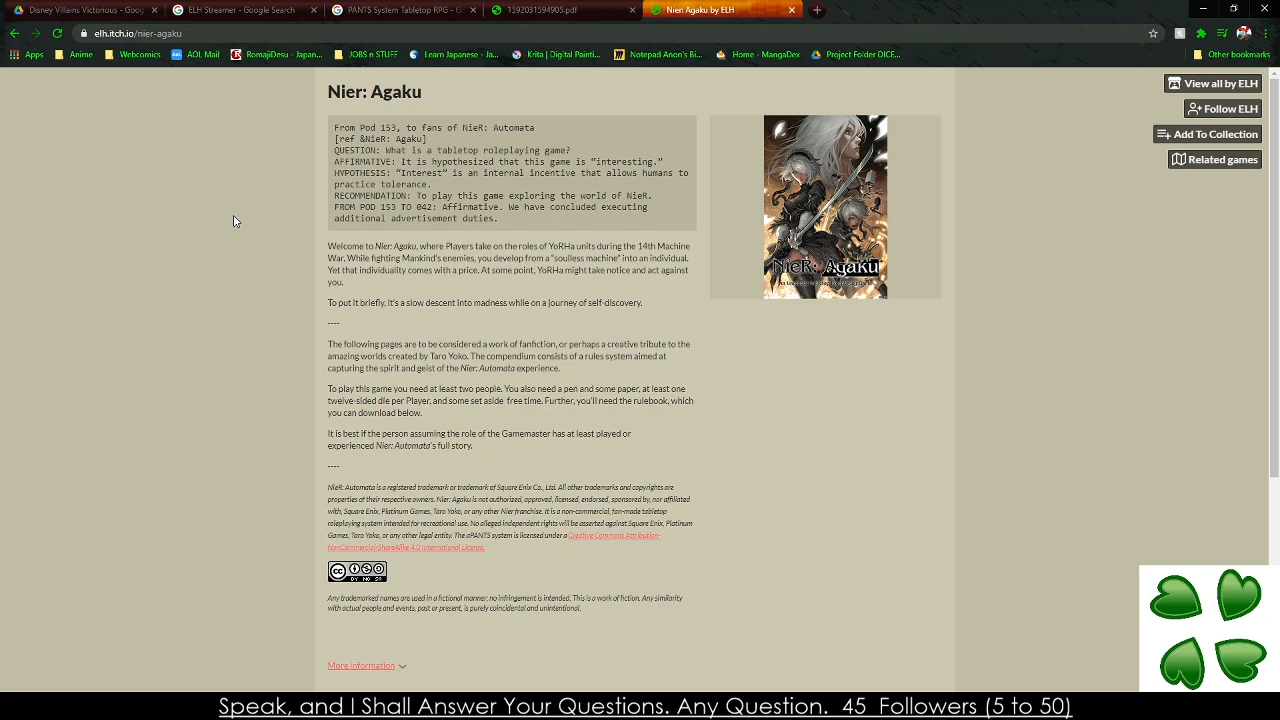 Disney Villains Victorious - Goog
ELH Streamer - Google Search
PANTS System Tabletop RPG - G
1592031594905.pdf
Nier: Agaku by ELH
elh.itch.io/nier-agaku
Apps
Anime
Webcomics
AOL Mail
RomajiDesu - Japan...
JOBS n STUFF
Learn Japanese - Ja...
Krita | Digital Painti...
Notepad Anon's Bi...
Home - MangaDex
Project Folder DICE...
Other bookmarks
View all by ELH
Follow ELH
Add To Collection
Related games
Nier: Agaku
From Pod 153, to fans of NieR: Automata
[ref &NieR: Agaku]
QUESTION: What is a tabletop roleplaying game?
AFFIRMATIVE: It is hypothesized that this game is “interesting.”
HYPOTHESIS: “Interest” is an internal incentive that allows humans to
practice tolerance.
RECOMMENDATION: To play this game exploring the world of NieR.
FROM POD 153 TO 042: Affirmative. We have concluded executing
additional advertisement duties.
NieR: Agaku
Welcome to Nier: Agaku, where Players take on the roles of YoRHa units during the 14th Machine
War. While fighting Mankind's enemies, you develop from a “soulless machine” into an individual.
Yet that individuality comes with a price. At some point, YoRHa might take notice and act against
you.
To put it briefly, it's a slow descent into madness while on a journey of self-discovery.
----
The following pages are to be considered a work of fanfiction, or perhaps a creative tribute to the
amazing worlds created by Taro Yoko. The compendium consists of a rules system aimed at
capturing the spirit and geist of the Nier: Automata experience.
To play this game you need at least two people. You also need a pen and some paper, at least one
twelve-sided die per Player, and some set aside free time. Further, you'll need the rulebook, which
you can download below.
It is best if the person assuming the role of the Gamemaster has at least played or
experienced Nier: Automata's full story.
----
NieR: Automata is a registered trademark or trademark of Square Enix Co., Ltd. All other trademarks and copyrights are
properties of their respective owners. Nier: Agaku is not authorized, approved, licensed, endorsed, sponsored by, nor affiliated
with, Square Enix, Platinum Games, Taro Yoko, or any other Nier franchise. It is a non-commercial, fan-made tabletop
roleplaying system intended for recreational use. No alleged independent rights will be asserted against Square Enix, Platinum
Games, Taro Yoko, or any other legal entity. The aPANTS system is licensed under a Creative Commons Attribution-
NonCommercial-ShareAlike 4.0 International License.
CC
BY NC SA
Any trademarked names are used in a fictional manner; no infringement is intended. This is a work of fiction. Any similarity
with actual people and events, past or present, is purely coincidental and unintentional.
More information
Speak, and I Shall Answer Your Questions. Any Question. 45 Followers (5 to 50)